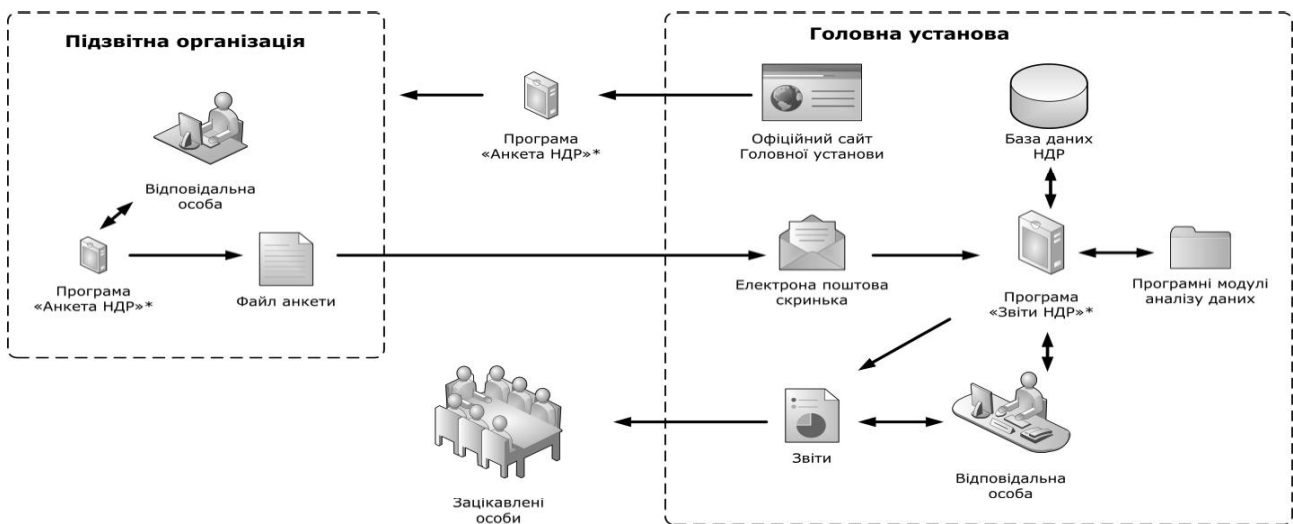 Підзвітна організація
Головна установа
Програма
«Анкета НДР»*
Офіційний сайт
Головної установи
База даних
НДР
Відповідальна
особа
Програма
«Анкета НДР»*
Файл анкети
Електрона поштова
скринька
Програма
«Звіти НДР»*
Програмні модулі
аналізу даних
Звіти
Відповідальна
особа
Зацікавлені
особи